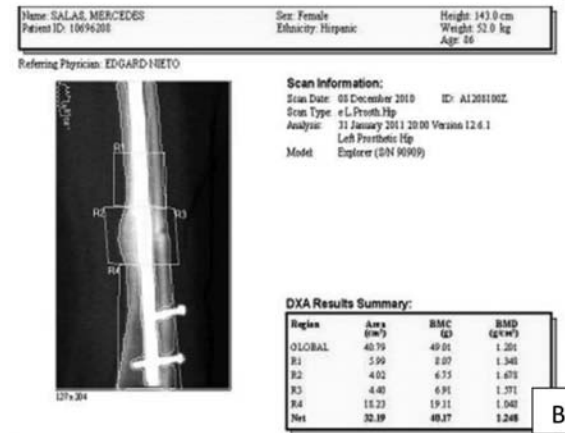 Name: SALAS, MERCEDES Sex: Female Height: 143.0 cm
Patient ID: 10696208 Ethnicity: Hispanic Weight: 52.0 kg
Age: 86
Referring Physician: EDGARD NIETO
Scan Information:
Scan Date: 08 December 2010 ID: A1208100Z
Scan Type: e L.Prosth.Hip
Analysis: 31 January 2011 20:00 Version 12.6.1
Left Prosthetic Hip
Model: Explorer (S/N 90909)
R1
R2 R3
R4
127 x 204
DXA Results Summary:
Region Area BMC BMD
(cm²) (g) (g/cm²)
GLOBAL 40.79 49.01 1.201
R1 5.99 8.07 1.348
R2 4.02 6.75 1.678
R3 4.40 6.91 1.571
R4 18.23 19.11 1.048
Net 32.19 40.17 1.248
B